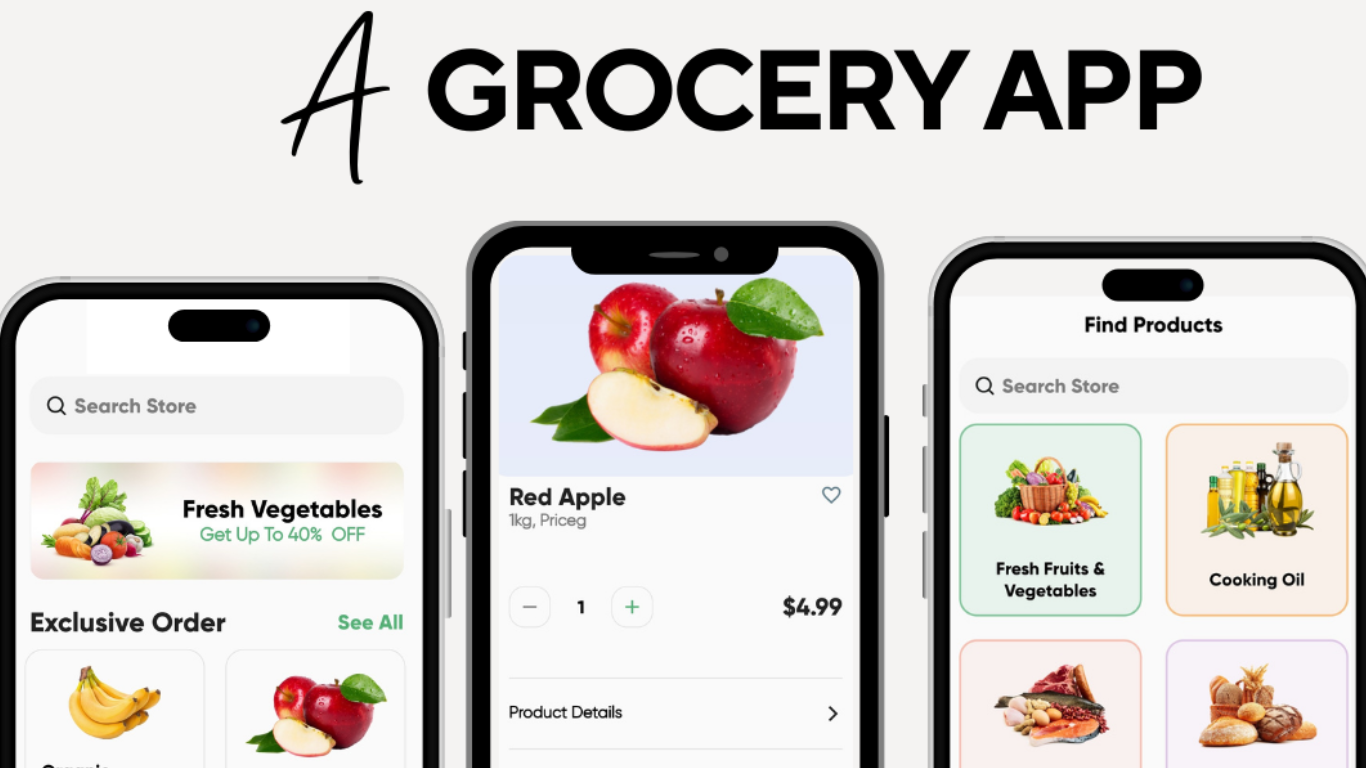 A GROCERY APP
Search Store
Fresh Vegetables
Get Up To 40% OFF
Exclusive Order
See All
Red Apple
1kg, Priceg
1
$4.99
Product Details
Find Products
Search Store
Fresh Fruits &
Vegetables
Cooking Oil